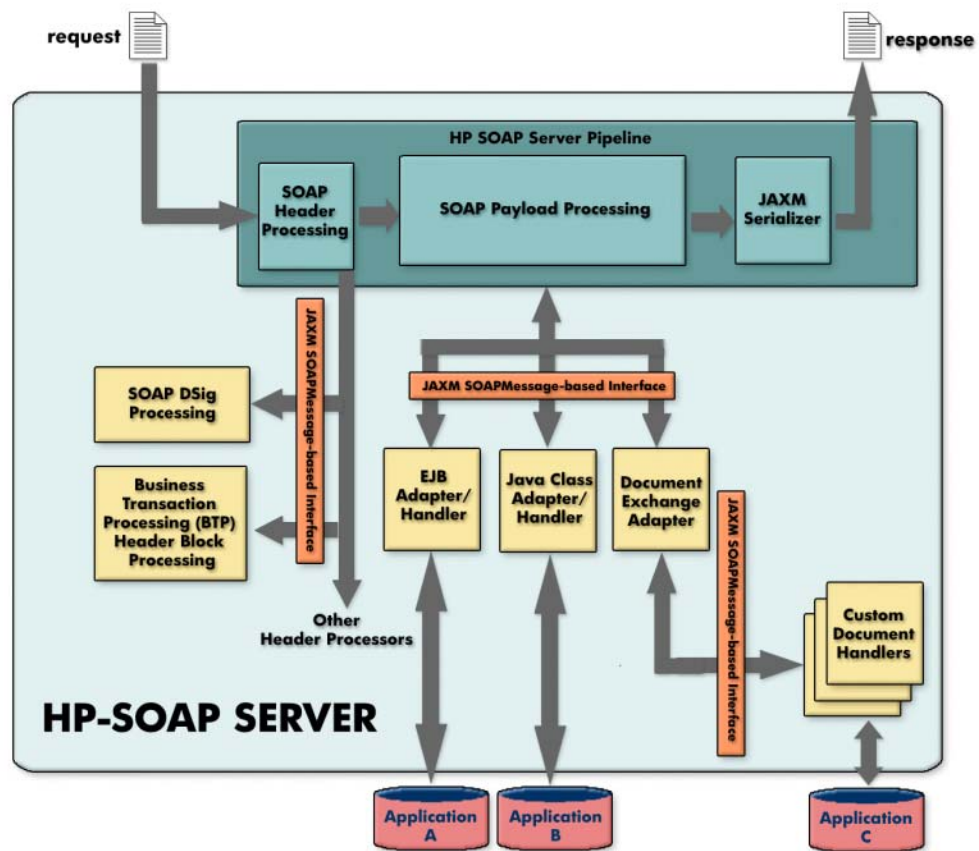 request
response
HP SOAP Server Pipeline
SOAP
Header
Processing
SOAP Payload Processing
JAXM
Serializer
JAXM SOAPMessage-based Interface
JAXM SOAPMessage-based Interface
SOAP DSig
Processing
Business
Transaction
Processing (BTP)
Header Block
Processing
Other
Header Processors
EJB
Adapter/
Handler
Java Class
Adapter/
Handler
Document
Exchange
Adapter
JAXM SOAPMessage-based Interface
Custom
Document
Handlers
HP-SOAP SERVER
Application
A
Application
B
Application
C